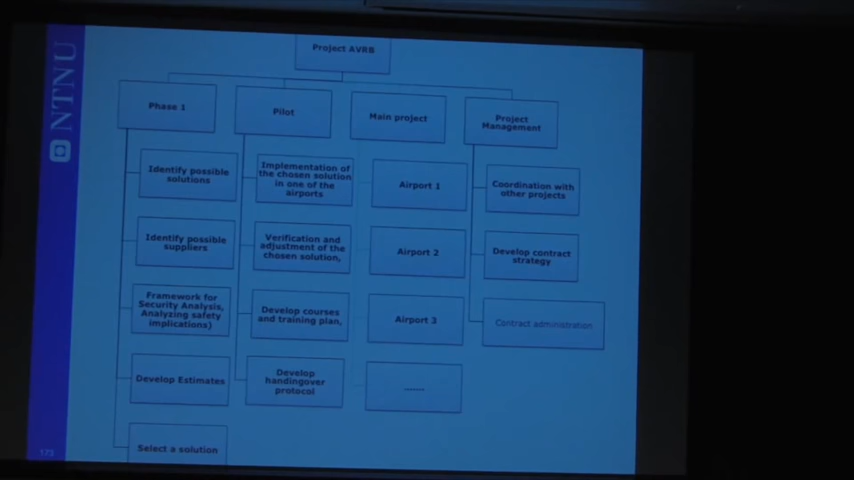 NTNU
Project AVRB
Phase 1
Pilot
Main project
Project
Management
Identify possible
solutions
Implementation of
the chosen solution
in one of the
airports
Airport 1
Coordination with
other projects
Identify possible
suppliers
Verification and
adjustment of the
chosen solution,
Airport 2
Develop contract
strategy
Framework for
Security Analysis,
Analyzing safety
implications)
Develop courses
and training plan,
Airport 3
Contract administration
Develop Estimates
Develop
handingover
protocol
.......
Select a solution
173